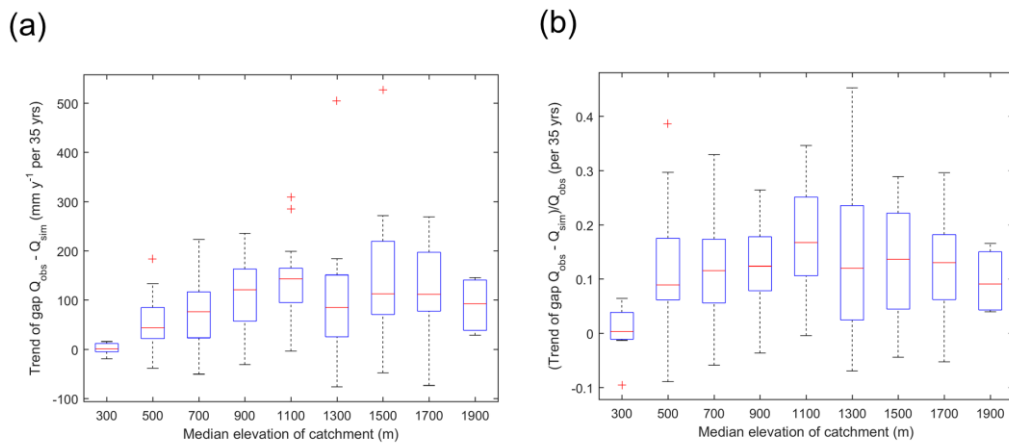 (a)
(b)
Trend of gap Q_obs - Q_sim (mm y^-1 per 35 yrs)
500
400
300
200
100
0
-100
300 500 700 900 1100 1300 1500 1700 1900
Median elevation of catchment (m)
(Trend of gap Q_obs - Q_sim)/Q_obs (per 35 yrs)
0.4
0.3
0.2
0.1
0
-0.1
300 500 700 900 1100 1300 1500 1700 1900
Median elevation of catchment (m)